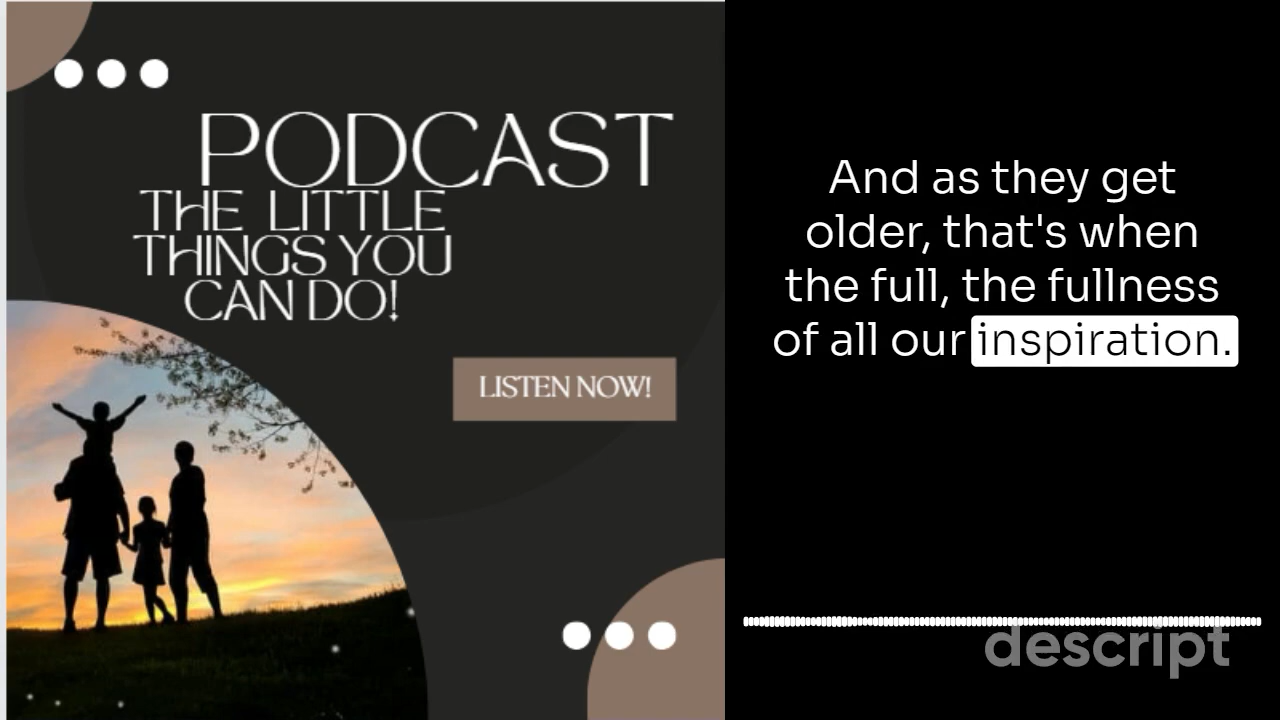 PODCAST
THE LITTLE
THINGS YOU
CAN DO!
LISTEN NOW!
And as they get
older, that's when
the full, the fullness
of all our inspiration.
descript